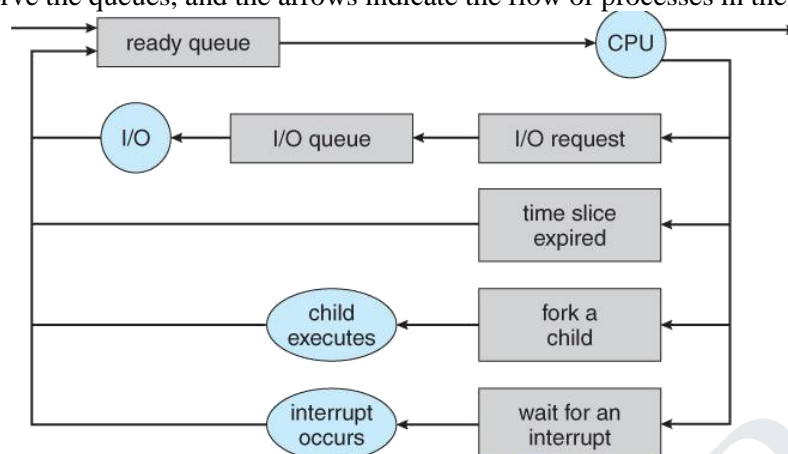 rve the queues, and the arrows indicate the flow of processes in the
ready queue
CPU
I/O
I/O queue
I/O request
time slice
expired
child
executes
fork a
child
interrupt
occurs
wait for an
interrupt